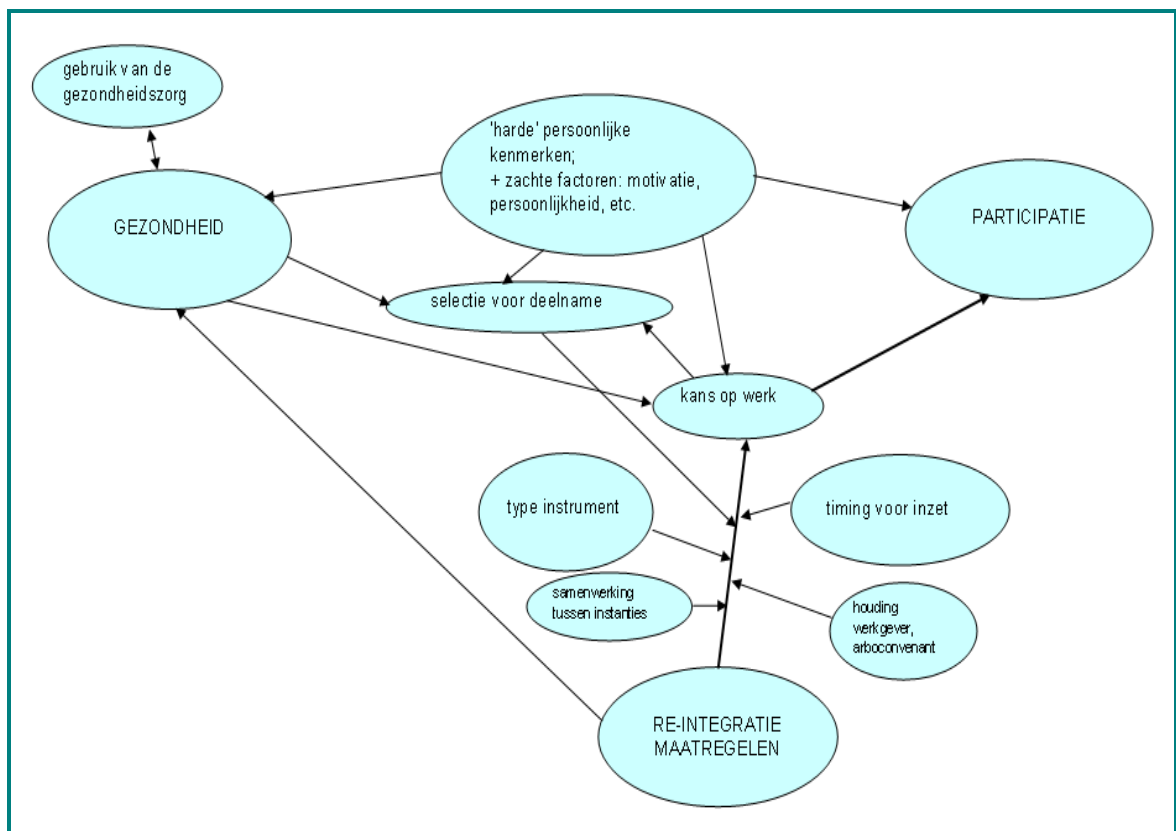 gebruik van de
gezondheidszorg
'harde' persoonlijke
kenmerken;
+ zachte factoren: motivatie,
persoonlijkheid, etc.
GEZONDHEID
PARTICIPATIE
selectie voor deelname
kans op werk
type instrument
timing voor inzet
samenwerking
tussen instanties
houding
werkgever,
arboconvenant
RE-INTEGRATIE
MAATREGELEN